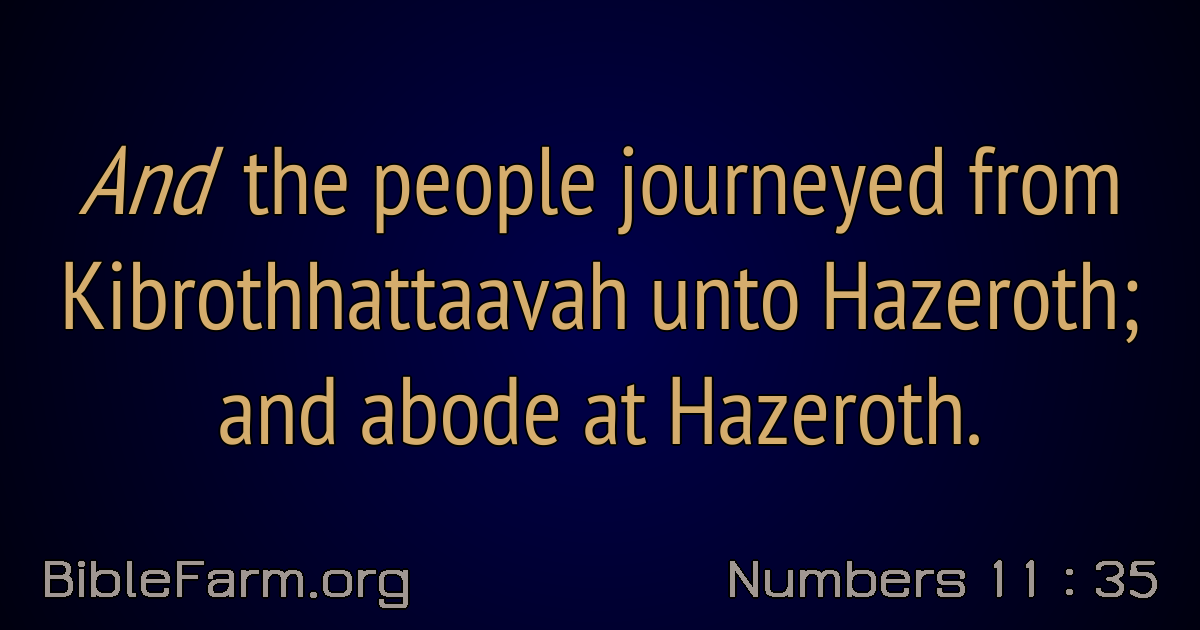 And the people journeyed from
Kibrothhattaavah unto Hazeroth;
and abode at Hazeroth.
BibleFarm.org
Numbers 11 : 35